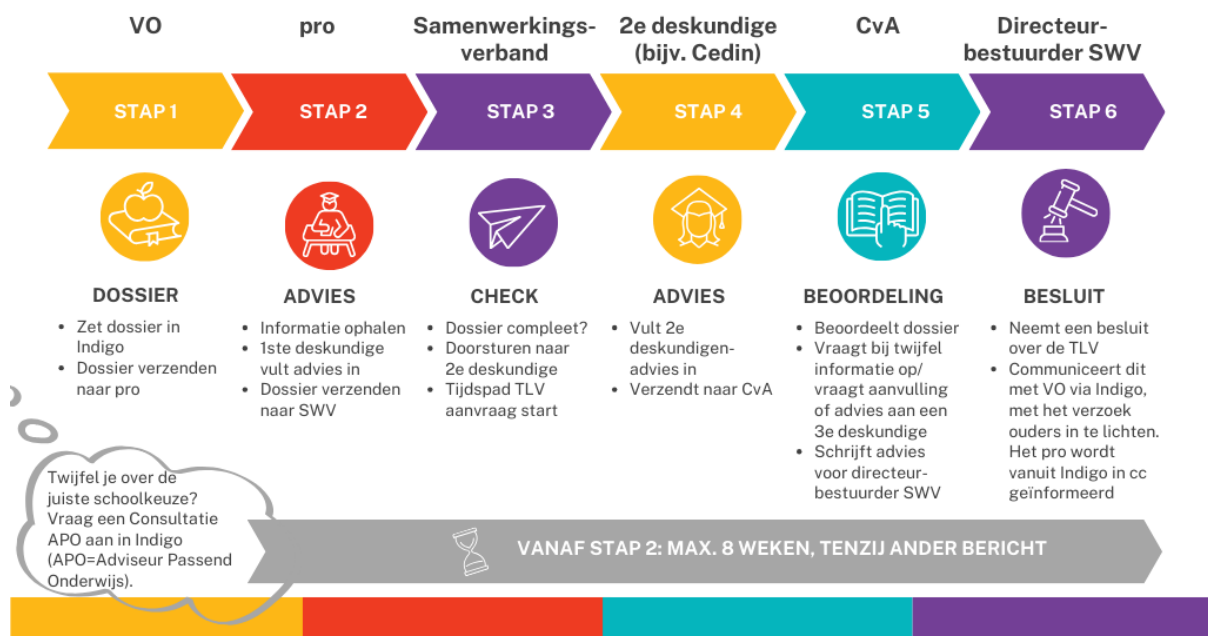 VO
pro
Samenwerkings-
verband
2e deskundige
(bijv. Cedin)
CvA
Directeur-
bestuurder SWV
STAP 1
STAP 2
STAP 3
STAP 4
STAP 5
STAP 6
DOSSIER
• Zet dossier in
Indigo
• Dossier verzenden
naar pro
ADVIES
• Informatie ophalen
• 1ste deskundige
vult advies in
• Dossier verzenden
naar SWV
CHECK
• Dossier compleet?
• Doorsturen naar
2e deskundige
• Tijdspad TLV
aanvraag start
ADVIES
• Vult 2e
deskundigen-
advies in
• Verzendt naar CvA
BEOORDELING
• Beoordeelt dossier
• Vraagt bij twijfel
informatie op/
vraagt aanvulling
of advies aan een
3e deskundige
• Schrijft advies
voor directeur-
bestuurder SWV
BESLUIT
• Neemt een besluit
over de TLV
• Communiceert dit
met VO via Indigo,
met het verzoek
ouders in te lichten.
Het pro wordt
vanuit Indigo in cc
geïnformeerd
Twijfel je over de
juiste schoolkeuze?
Vraag een Consultatie
APO aan in Indigo
(APO=Adviseur Passend
Onderwijs).
VANAF STAP 2: MAX. 8 WEKEN, TENZIJ ANDER BERICHT